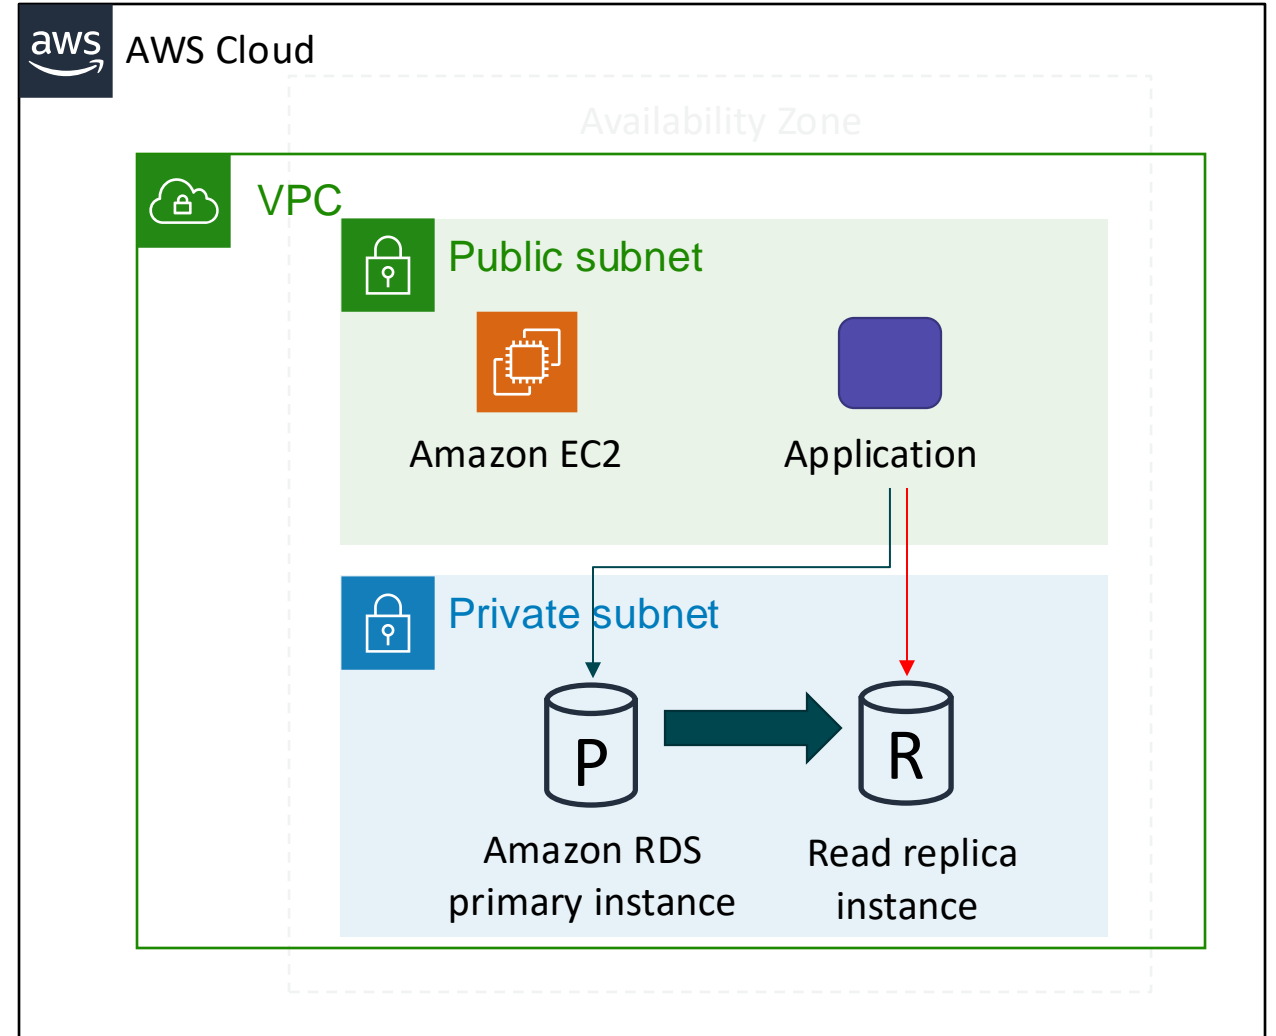 aws
AWS Cloud
Availability Zone
VPC
Public subnet
Amazon EC2
Application
Private subnet
P
R
Amazon RDS
primary instance
Read replica
instance